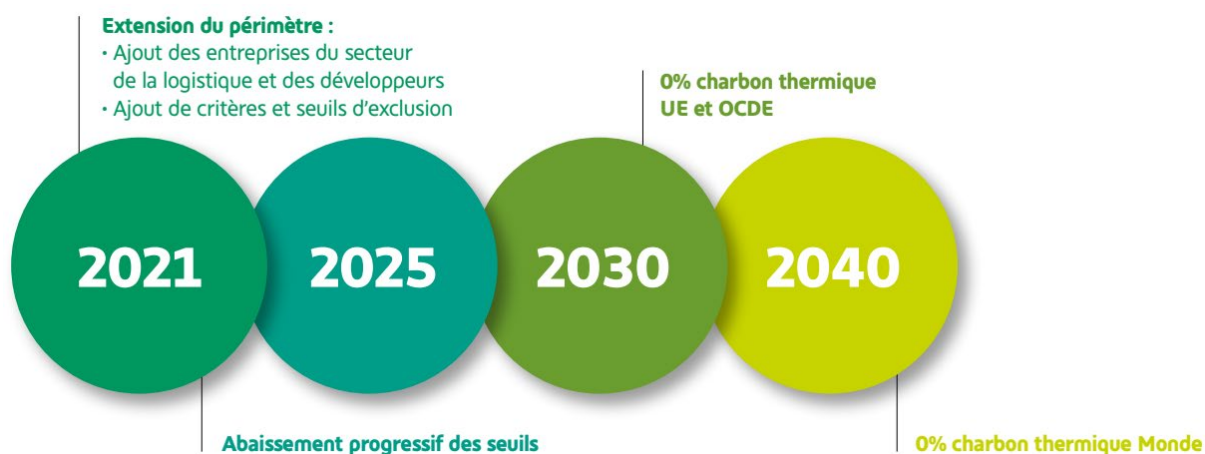 Extension du périmètre :
• Ajout des entreprises du secteur
de la logistique et des développeurs
• Ajout de critères et seuils d'exclusion
0% charbon thermique
UE et OCDE
2021
2025
2030
2040
Abaissement progressif des seuils
0% charbon thermique Monde